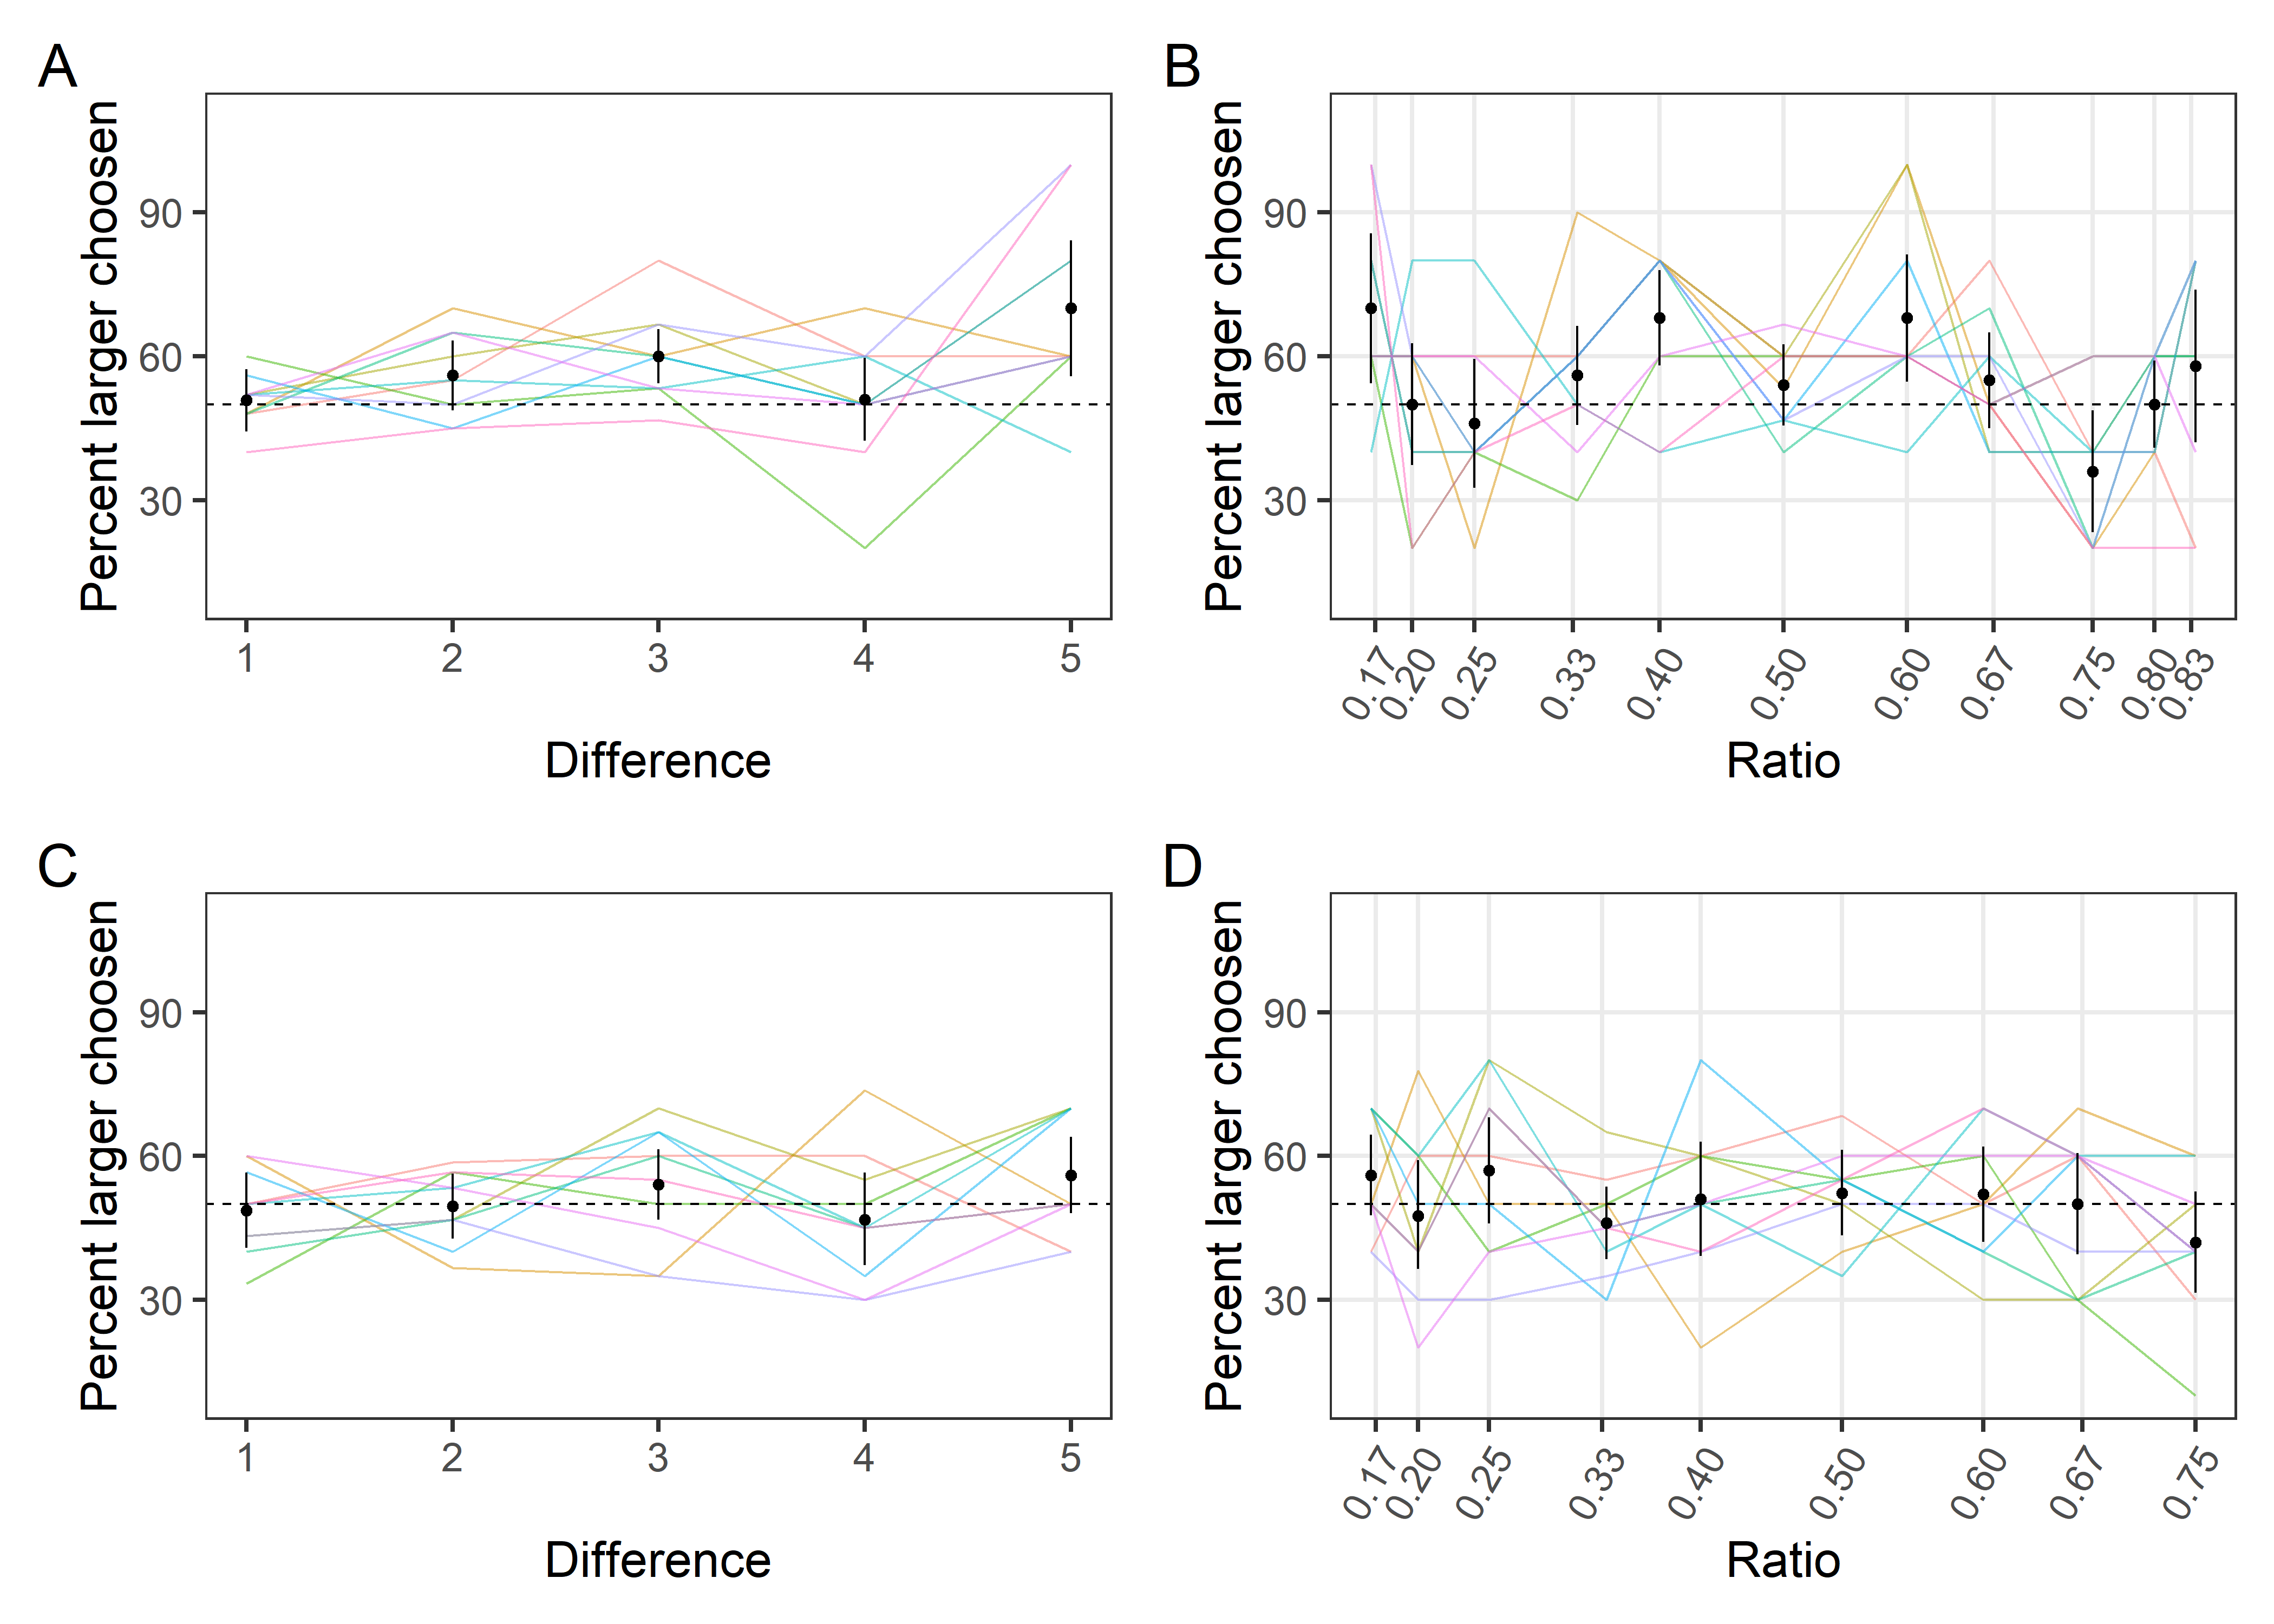 A
Percent larger choosen
90
60
30
1 2 3 4 5
Difference
B
Percent larger choosen
90
60
30
0.17 0.20 0.25 0.33 0.40 0.50 0.60 0.67 0.75 0.80 0.83
Ratio
C
Percent larger choosen
90
60
30
1 2 3 4 5
Difference
D
Percent larger choosen
90
60
30
0.17 0.20 0.25 0.33 0.40 0.50 0.60 0.67 0.75
Ratio